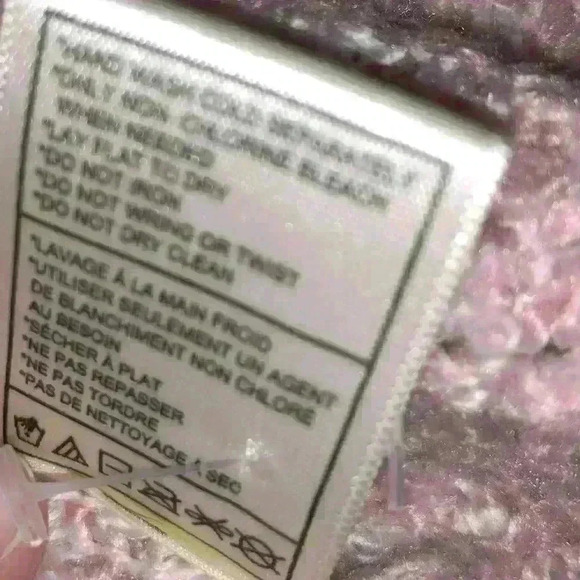 *HAND WASH COLD SEPARATELY
*ONLY NON CHLORINE BLEACH
WHEN NEEDED
*LAY FLAT TO DRY
*DO NOT IRON
*DO NOT WRING OR TWIST
*DO NOT DRY CLEAN
*LAVAGE À LA MAIN FROID
*UTILISER SEULEMENT UN AGENT
DE BLANCHIMENT NON CHLORÉ
AU BESOIN
*SÉCHER À PLAT
*NE PAS REPASSER
*NE PAS TORDRE
*PAS DE NETTOYAGE À SEC